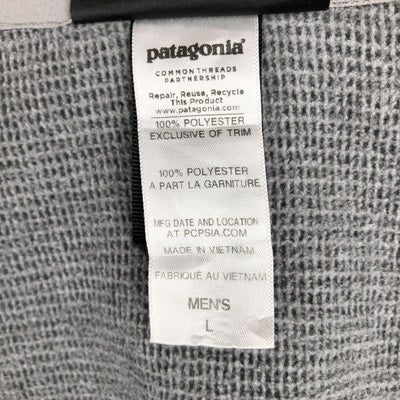 patagonia®
COMMONTHREADS
PARTNERSHIP
Repair, Reuse, Recycle
This Product
www.patagonia.com
100% POLYESTER
EXCLUSIVE OF TRIM
100% POLYESTER
A PART LA GARNITURE
MFG DATE AND LOCATION
AT PCPSIA.COM
MADE IN VIETNAM
FABRIQUÉ AU VIETNAM
MEN'S
L